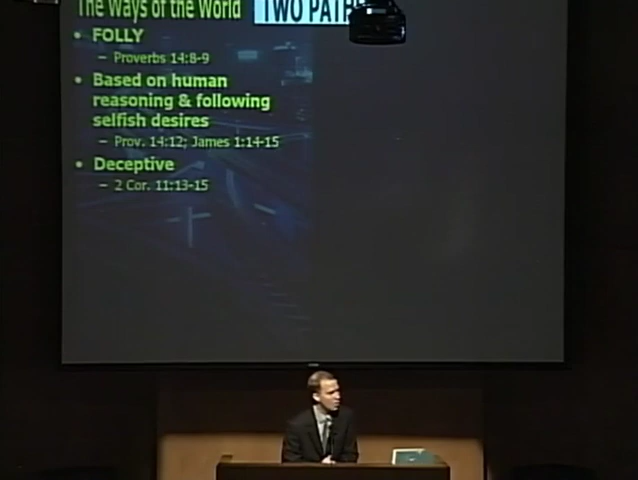 The Ways of the World
TWO PATHS
• FOLLY
– Proverbs 14:8-9
• Based on human
reasoning & following
selfish desires
– Prov. 14:12; James 1:14-15
• Deceptive
– 2 Cor. 11:13-15